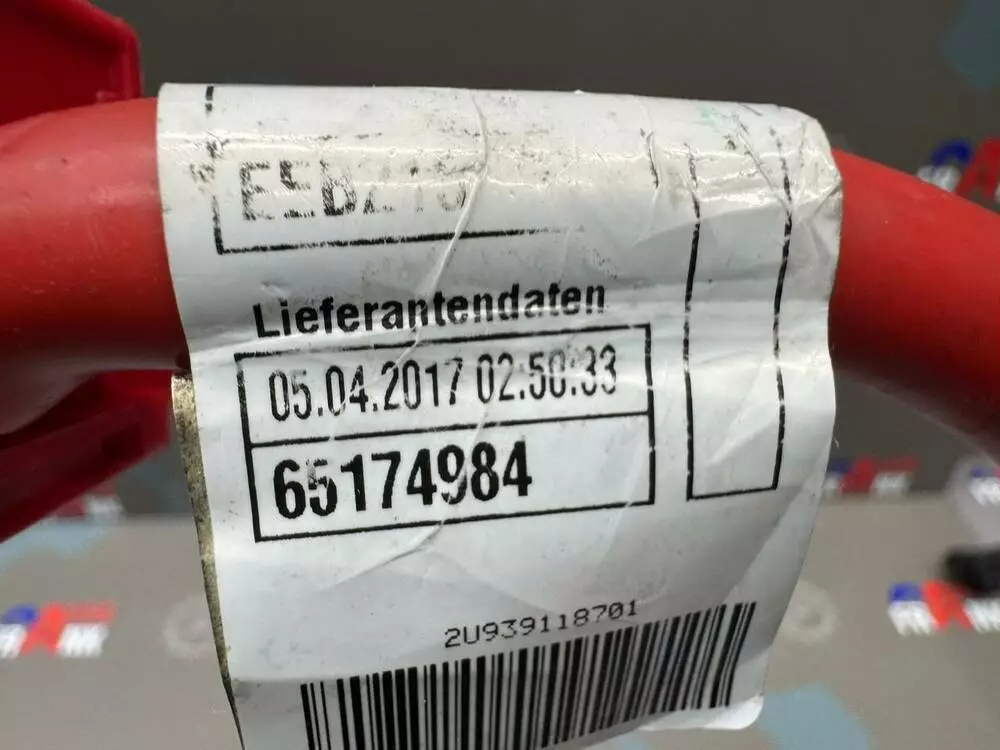 Lieferantendaten
05.04.2017 02:50:33
65174984
2U939118701